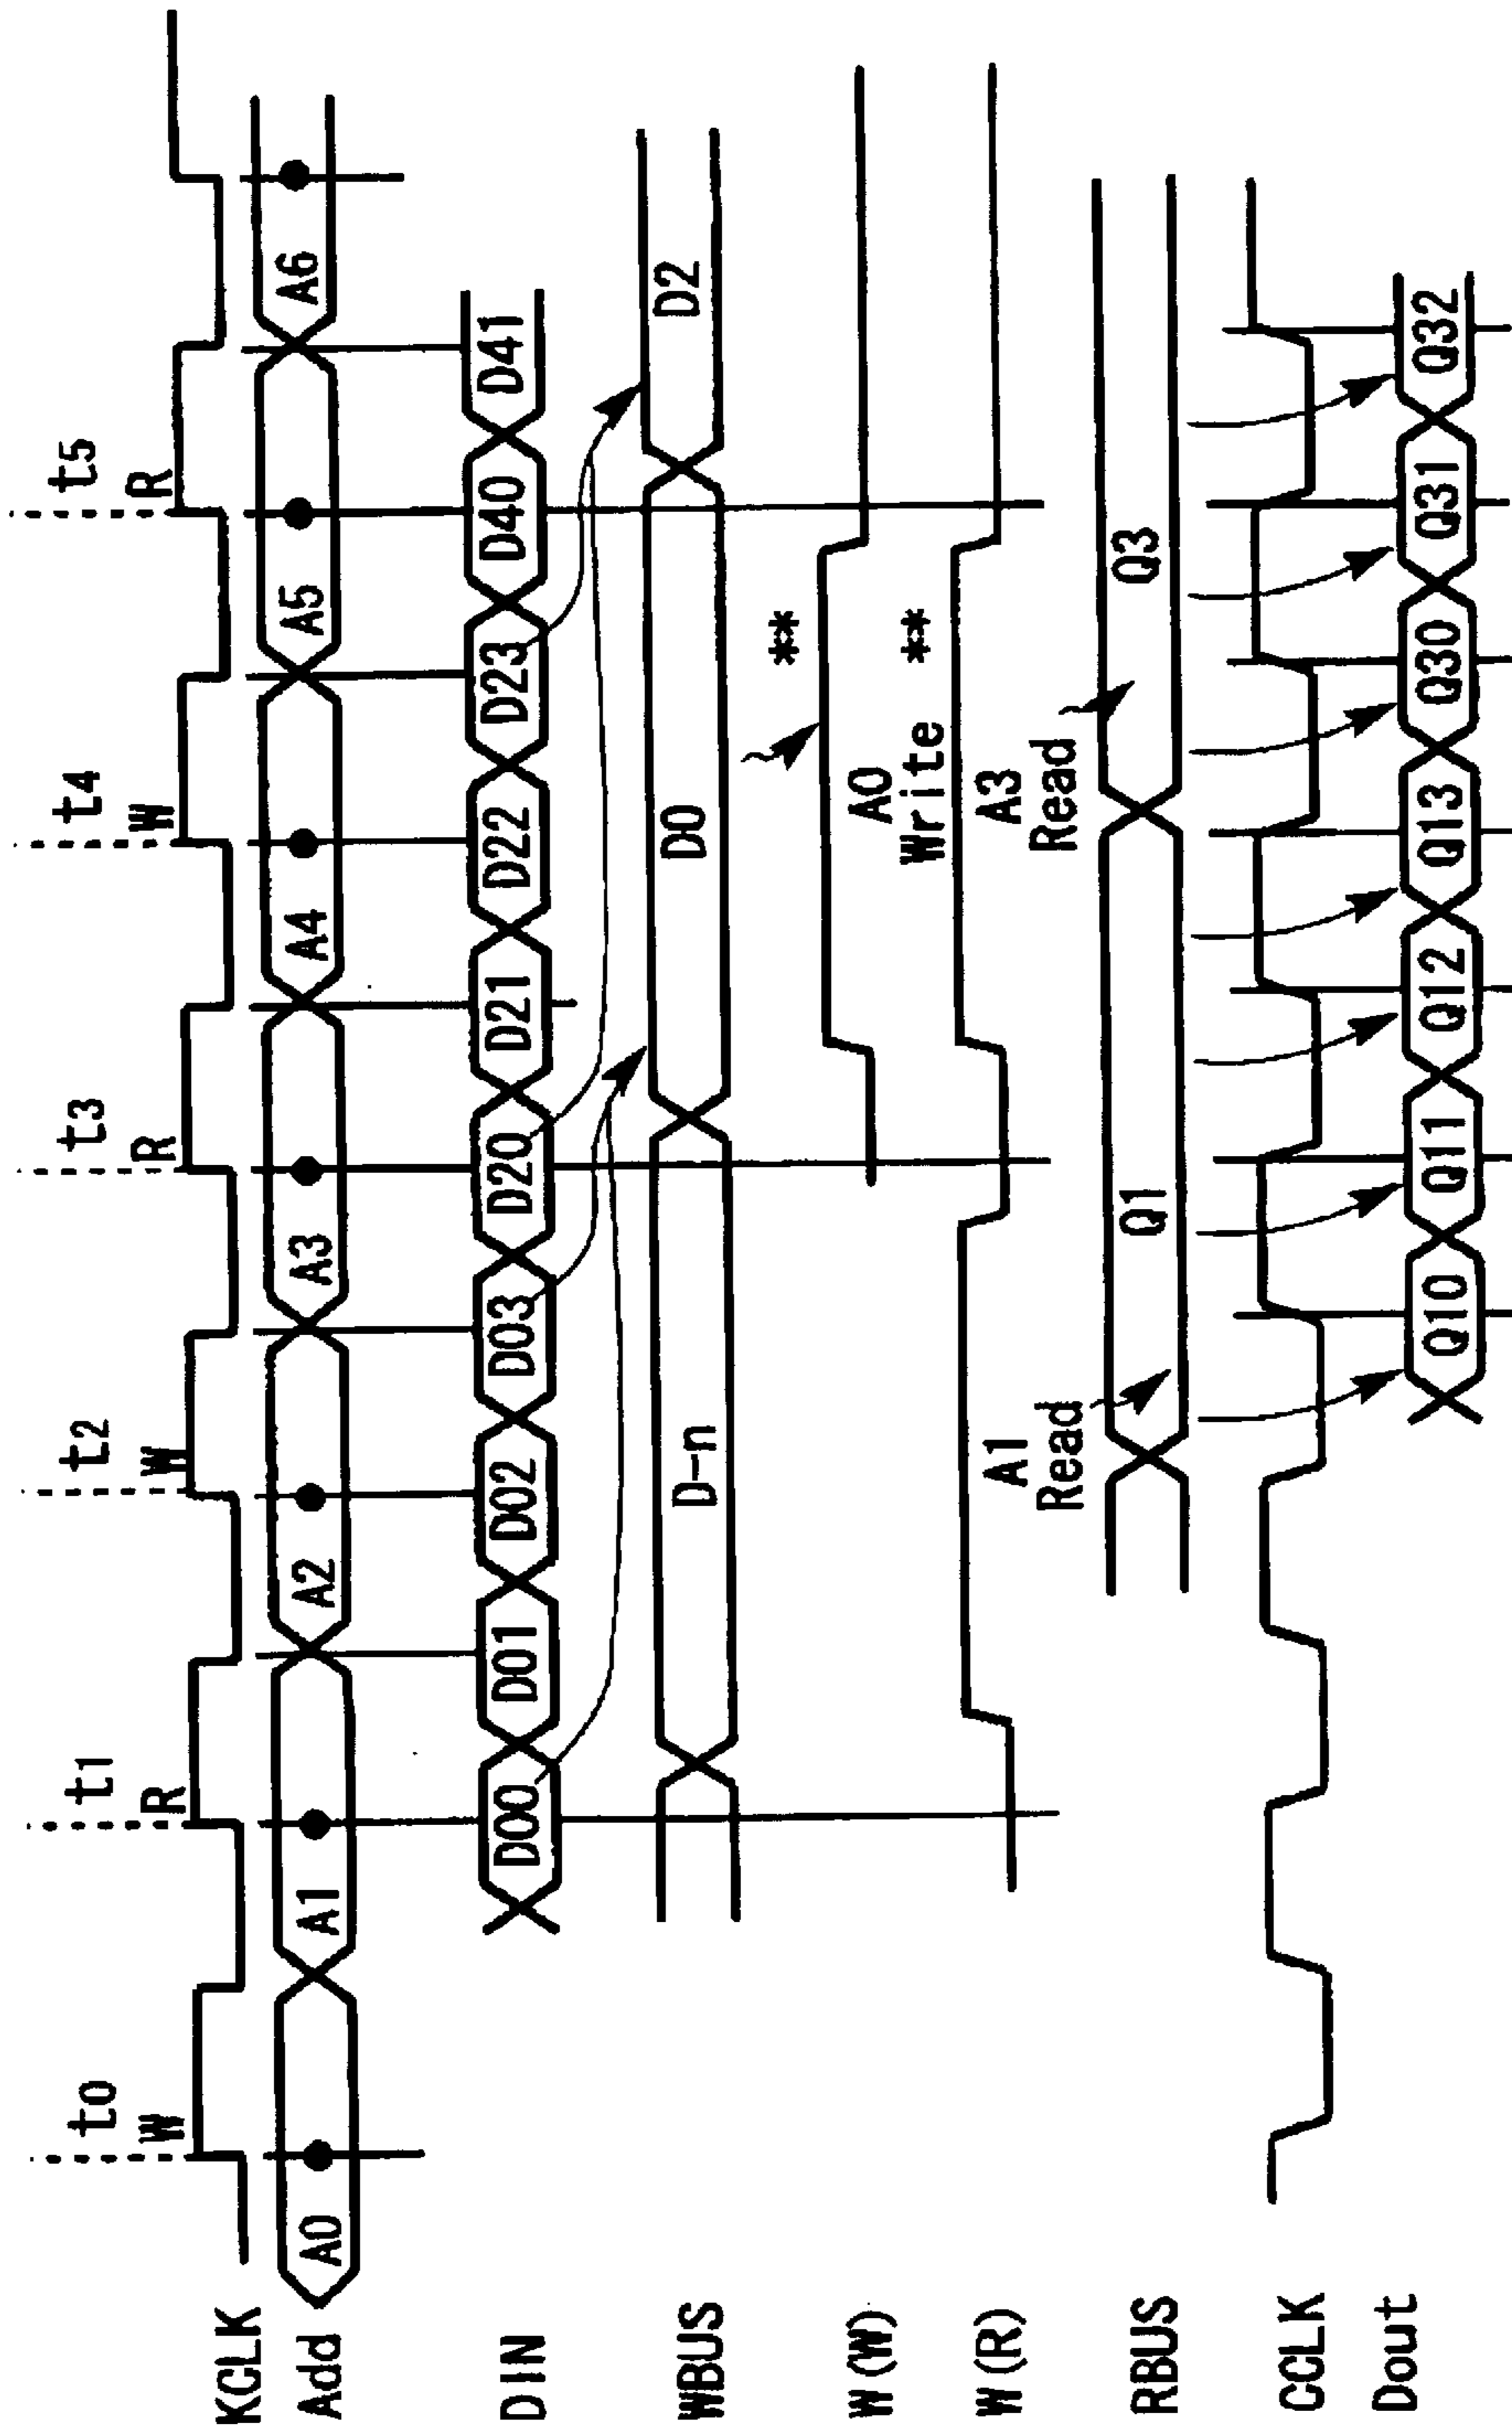 t0 t1 t2 t3 t4 t5
W R W R W R
KCLK
Add A0 A1 A2 A3 A4 A5 A6
DIN D00 D01 D02 D03 D20 D21 D22 D23 D40 D41
WBUS D-n D0 D2
**
W(W) A0
Write **
W(R) A1 A3
Read Read
RBUS Q1 Q3
CCLK
Dout Q10 Q11 Q12 Q13 Q30 Q31 Q32